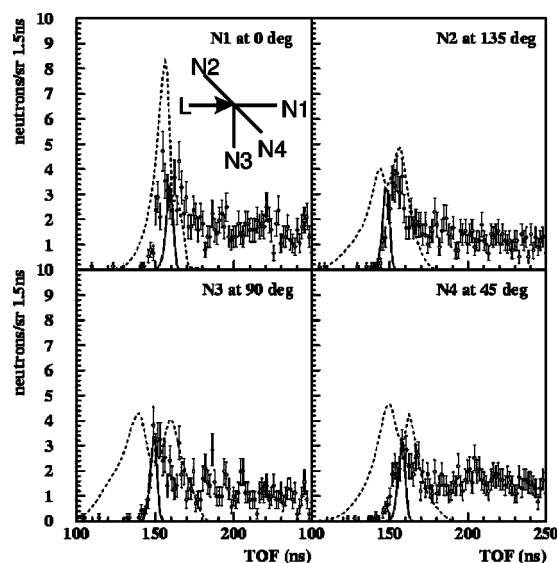 neutrons/sr 1.5ns
10
9
8
7
6
5
4
3
2
1
N1 at 0 deg
N2
L
N1
N3
N4
N2 at 135 deg
neutrons/sr 1.5ns
10
9
8
7
6
5
4
3
2
1
0
N3 at 90 deg
N4 at 45 deg
100 150 200 100 150 200 250
TOF (ns) TOF (ns)